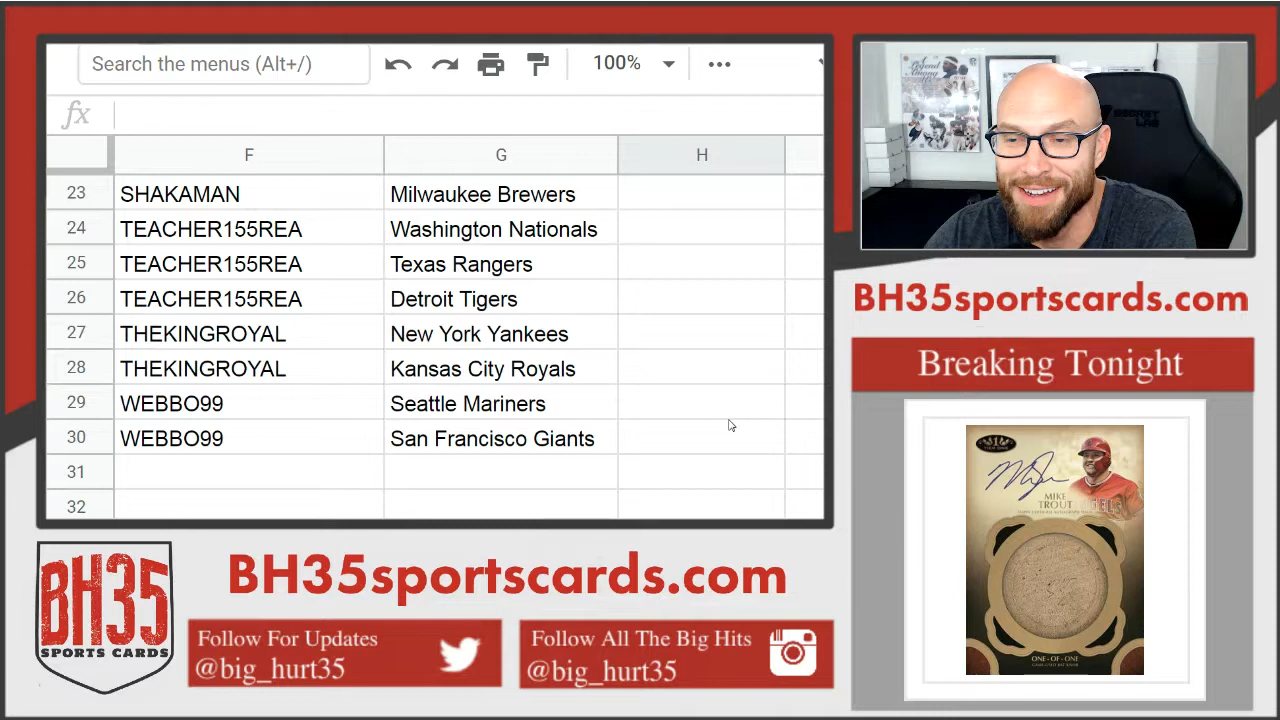 Search the menus (Alt+/)
100%
fx
F G H
23 SHAKAMAN Milwaukee Brewers
24 TEACHER155REA Washington Nationals
25 TEACHER155REA Texas Rangers
26 TEACHER155REA Detroit Tigers
27 THEKINGROYAL New York Yankees
28 THEKINGROYAL Kansas City Royals
29 WEBBO99 Seattle Mariners
30 WEBBO99 San Francisco Giants
31
32
BH35sportscards.com
Breaking Tonight
MIKE
TROUT
ONE-OF-ONE
BH35
SPORTS CARDS
BH35sportscards.com
Follow For Updates
@big_hurt35
Follow All The Big Hits
@big_hurt35